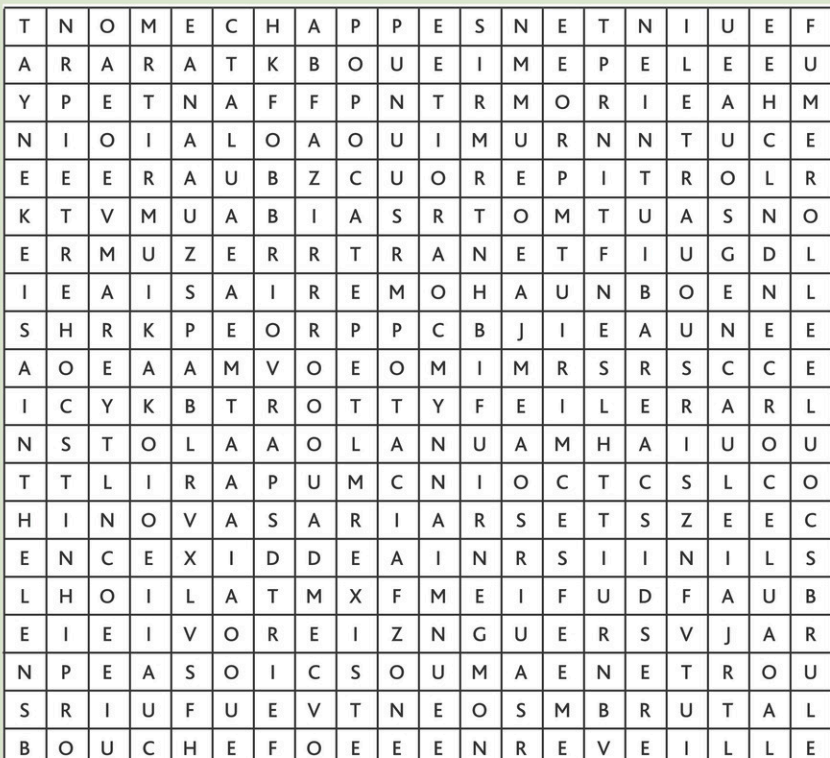 T N O M E C H A P P E S N E T N I U E F
A R A R A T K B O U E I M E P E L E E U
Y P E T N A F F P N T R M O R I E A H M
N I O I A L O A O U I M U R N N T U C E
E E E R A U B Z C U O R E P I T R O L R
K T V M U A B I A S R T O M T U A S N O
E R M U Z E R R T R A N E T F I U G D L
I E A I S A I R E M O H A U N B O E N L
S H R K P E O R P P C B J I E A U N E E
A O E A A M V O E O M I M R S R S C C E
I C Y K B T R O T T Y F E I L E R A R L
N S T O L A A O L A N U A M H A I U O U
T T L I R A P U M C N I O C T C S L C O
H I N O V A S A R I A R S E T S Z E E C
E N C E X I D D E A I N R S I I N I L S
L H O I L A T M X F M E I F U D F A U B
E I E I V O R E I Z N G U E R S V J A R
N P E A S O I C S O U M A E N E T R O U
S R I U F U E V T N E O S M B R U T A L
B O U C H E F O E E E N R E V E I L L E